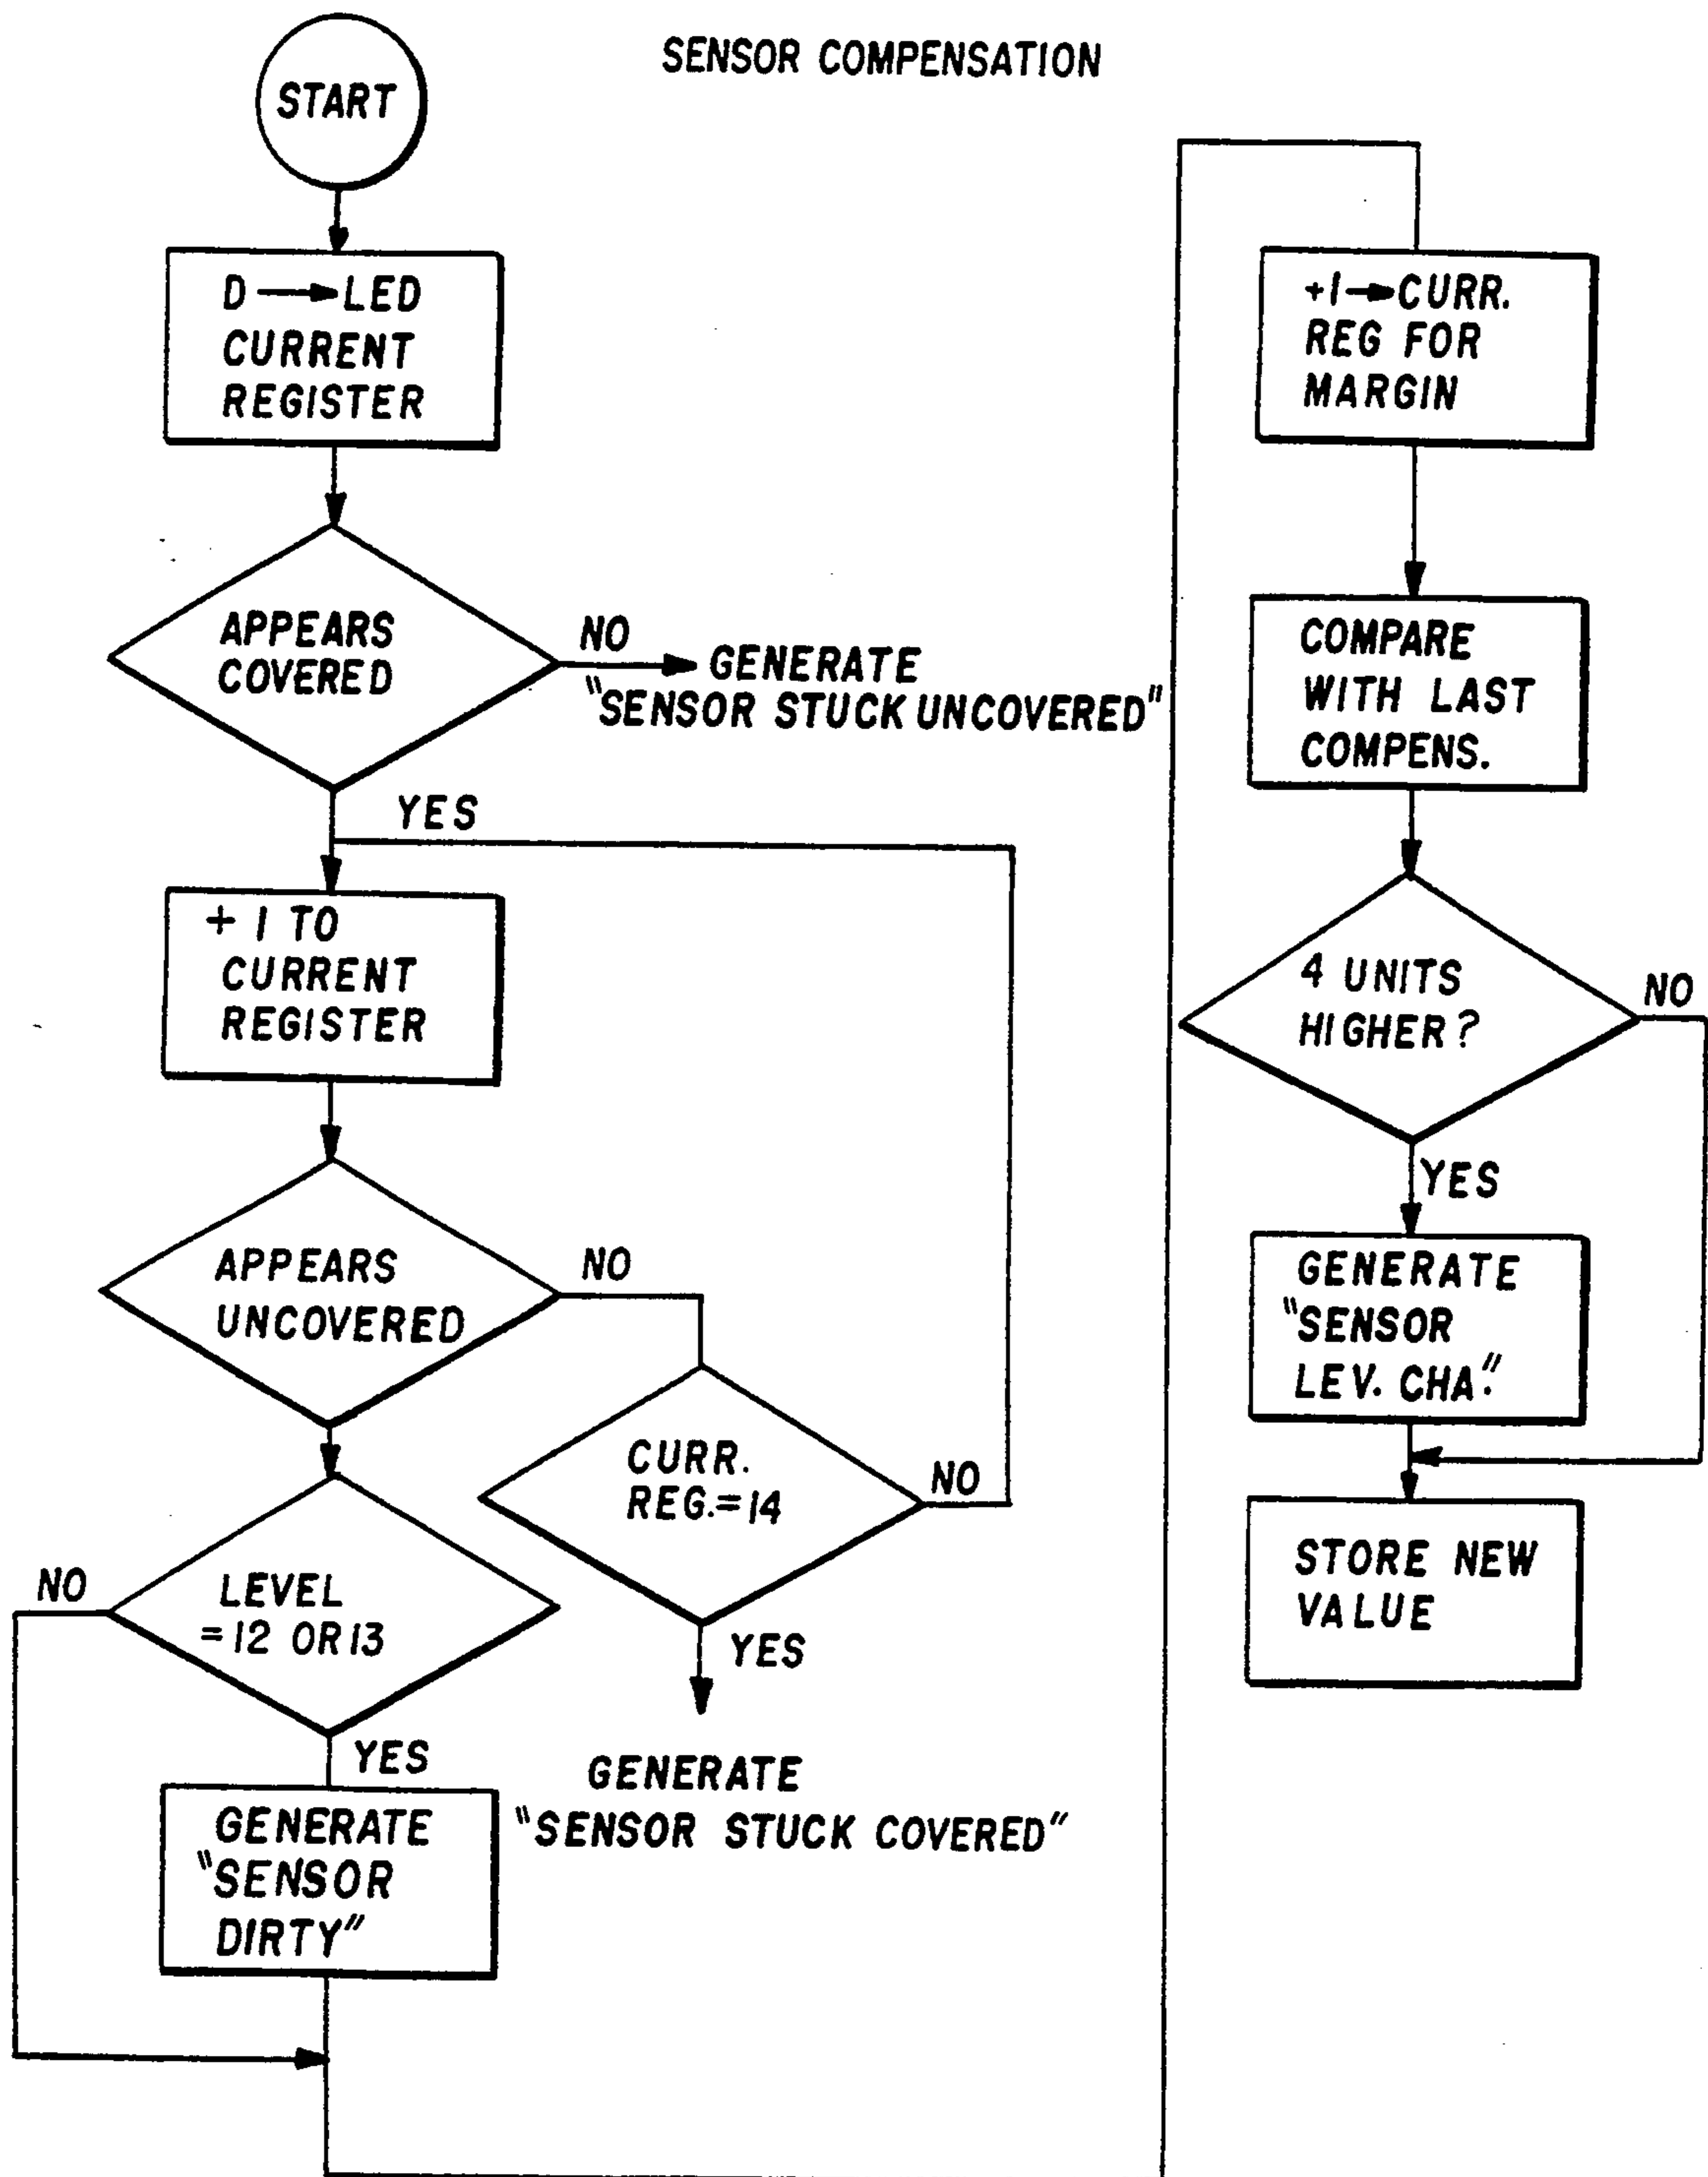 SENSOR COMPENSATION
START
D → LED
CURRENT
REGISTER
APPEARS
COVERED
NO
GENERATE
"SENSOR STUCK UNCOVERED"
YES
+ 1 TO
CURRENT
REGISTER
APPEARS
UNCOVERED
NO
CURR.
REG.=14
NO
YES
GENERATE
"SENSOR STUCK COVERED"
LEVEL
=12 OR 13
NO
YES
GENERATE
"SENSOR
DIRTY"
+1→CURR.
REG FOR
MARGIN
COMPARE
WITH LAST
COMPENS.
4 UNITS
HIGHER?
NO
YES
GENERATE
"SENSOR
LEV. CHA."
STORE NEW
VALUE